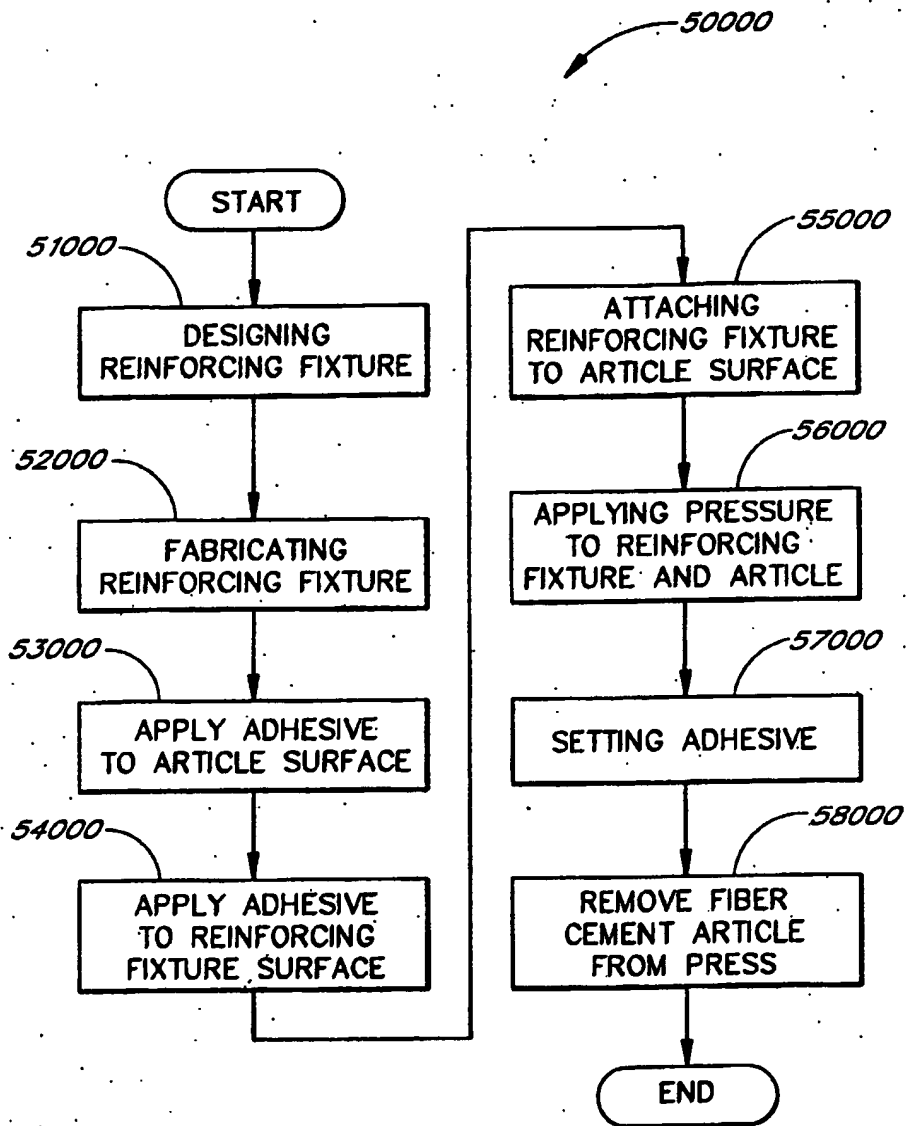 50000
START
51000
DESIGNING
REINFORCING FIXTURE
52000
FABRICATING
REINFORCING FIXTURE
53000
APPLY ADHESIVE
TO ARTICLE SURFACE
54000
APPLY ADHESIVE
TO REINFORCING
FIXTURE SURFACE
55000
ATTACHING
REINFORCING FIXTURE
TO ARTICLE SURFACE
56000
APPLYING PRESSURE
TO REINFORCING
FIXTURE AND ARTICLE
57000
SETTING ADHESIVE
58000
REMOVE FIBER
CEMENT ARTICLE
FROM PRESS
END